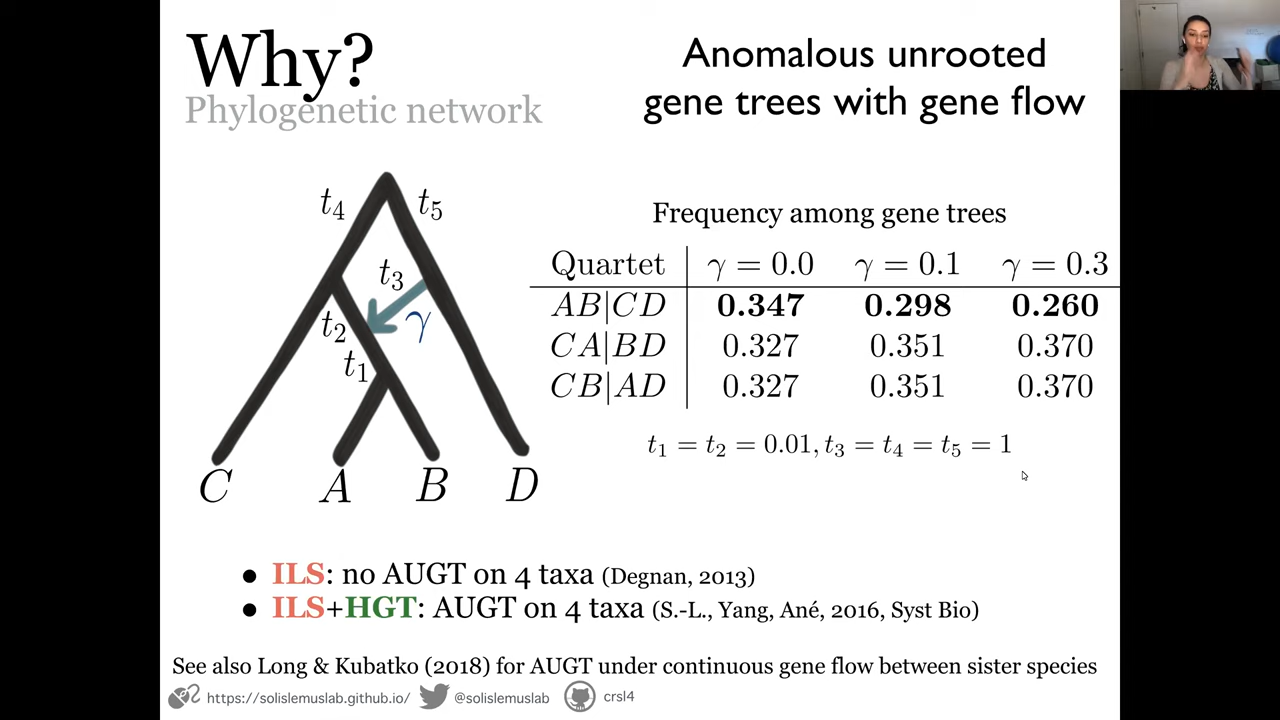 Why?
Phylogenetic network
Anomalous unrooted
gene trees with gene flow
t4 t5
t3
γ
t2
t1
C A B D
Frequency among gene trees
Quartet γ = 0.0 γ = 0.1 γ = 0.3
AB|CD 0.347 0.298 0.260
CA|BD 0.327 0.351 0.370
CB|AD 0.327 0.351 0.370
t1 = t2 = 0.01, t3 = t4 = t5 = 1
● ILS: no AUGT on 4 taxa (Degnan, 2013)
● ILS+HGT: AUGT on 4 taxa (S.-L., Yang, Ané, 2016, Syst Bio)
See also Long & Kubatko (2018) for AUGT under continuous gene flow between sister species
https://solislemuslab.github.io/ @solislemuslab crsl4